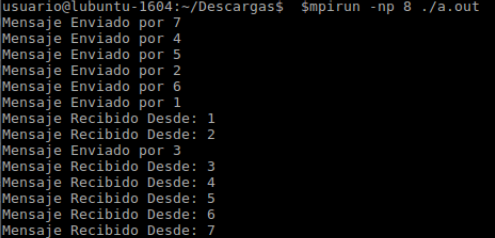 usuario@lubuntu-1604:~/Descargas$  $mpirun -np 8 ./a.out
Mensaje Enviado por 7
Mensaje Enviado por 4
Mensaje Enviado por 5
Mensaje Enviado por 2
Mensaje Enviado por 6
Mensaje Enviado por 1
Mensaje Recibido Desde: 1
Mensaje Recibido Desde: 2
Mensaje Enviado por 3
Mensaje Recibido Desde: 3
Mensaje Recibido Desde: 4
Mensaje Recibido Desde: 5
Mensaje Recibido Desde: 6
Mensaje Recibido Desde: 7